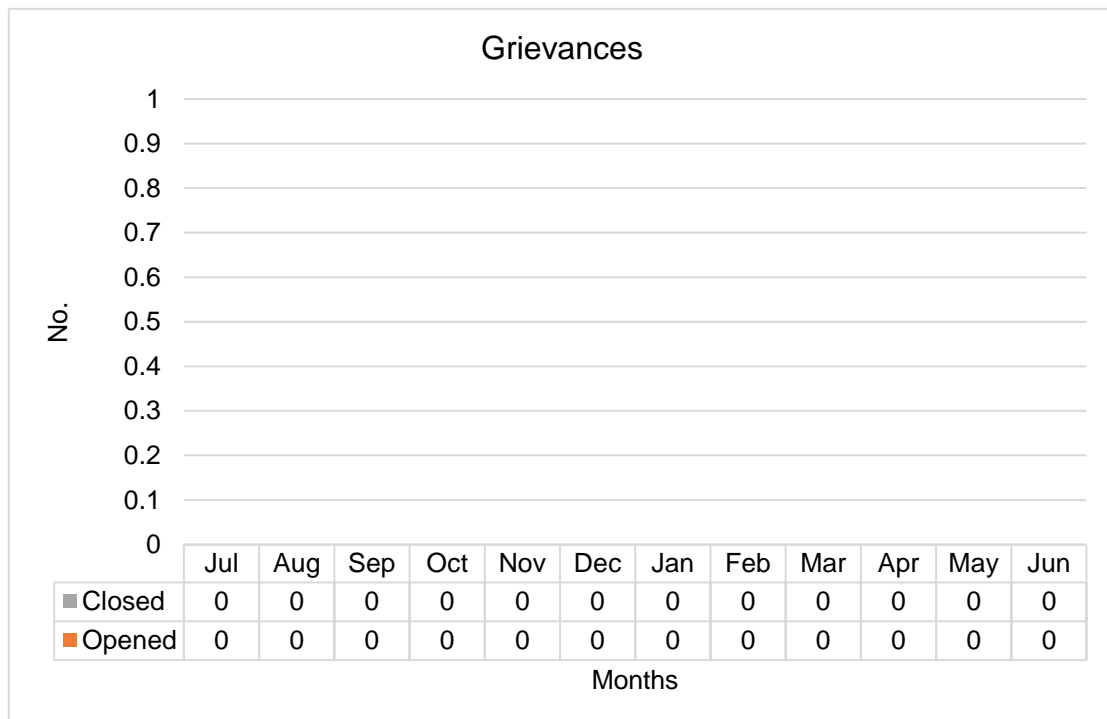 Grievances
1
0.9
0.8
0.7
0.6
0.5
0.4
0.3
0.2
0.1
0
No.
Jul Aug Sep Oct Nov Dec Jan Feb Mar Apr May Jun
Closed 0 0 0 0 0 0 0 0 0 0 0 0
Opened 0 0 0 0 0 0 0 0 0 0 0 0
Months